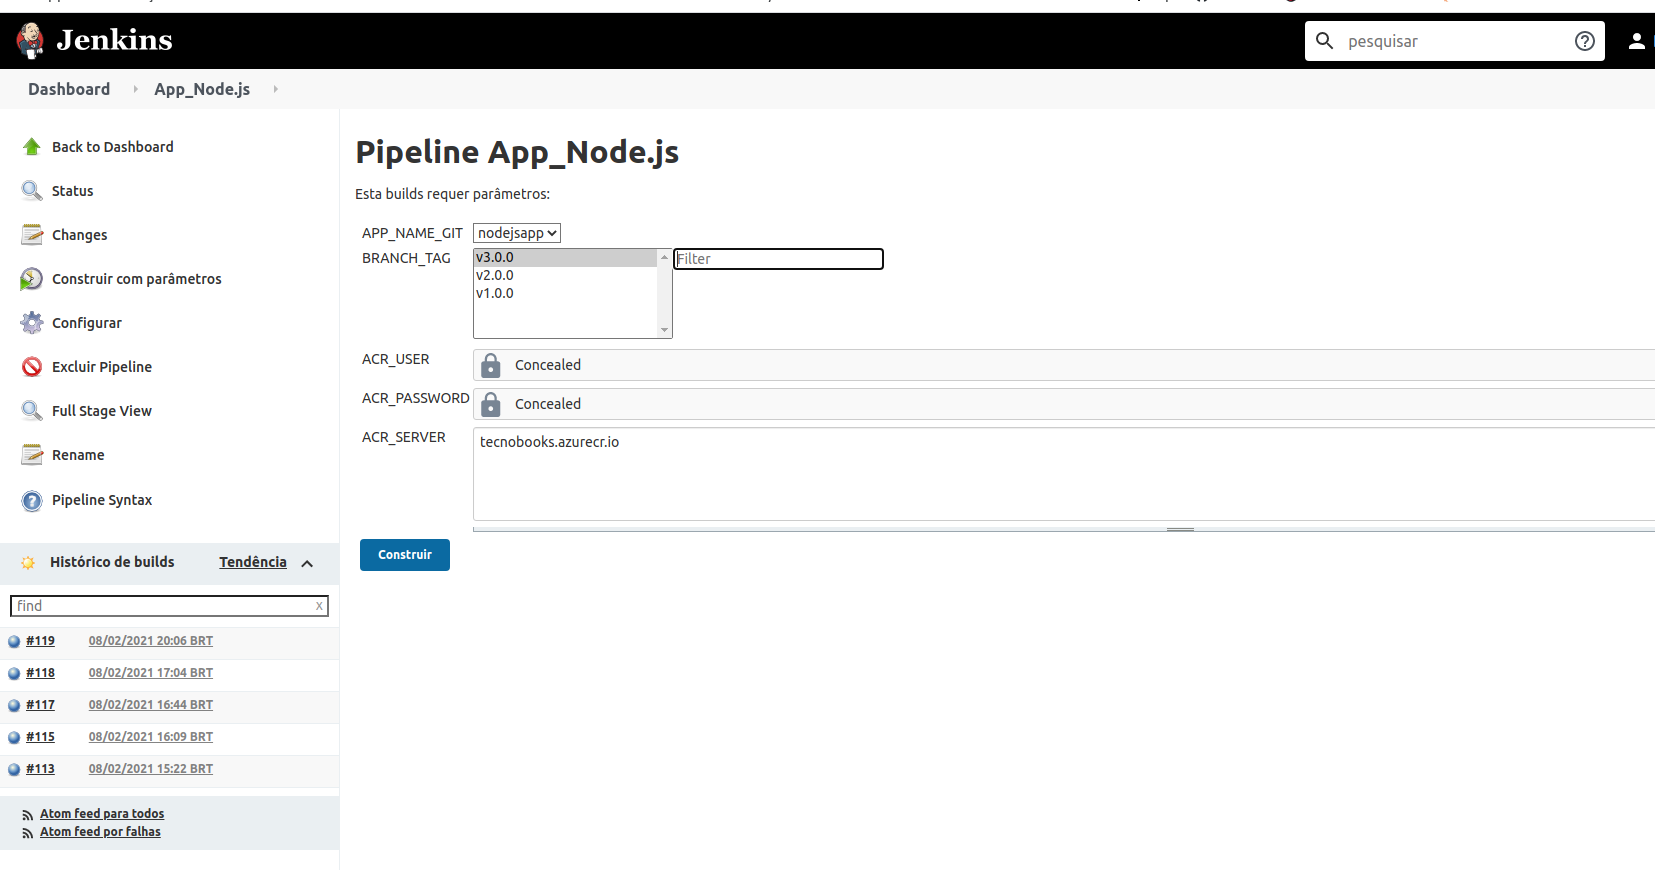 Jenkins
pesquisar
Dashboard
App_Node.js
Back to Dashboard
Status
Changes
Construir com parâmetros
Configurar
Excluir Pipeline
Full Stage View
Rename
Pipeline Syntax
Histórico de builds
Tendência
find
X
#119 08/02/2021 20:06 BRT
#118 08/02/2021 17:04 BRT
#117 08/02/2021 16:44 BRT
#115 08/02/2021 16:09 BRT
#113 08/02/2021 15:22 BRT
Atom feed para todos
Atom feed por falhas
Pipeline App_Node.js
Esta builds requer parâmetros:
APP_NAME_GIT nodejsapp
BRANCH_TAG v3.0.0 Filter
v2.0.0
v1.0.0
ACR_USER Concealed
ACR_PASSWORD Concealed
ACR_SERVER tecnobooks.azurecr.io
Construir